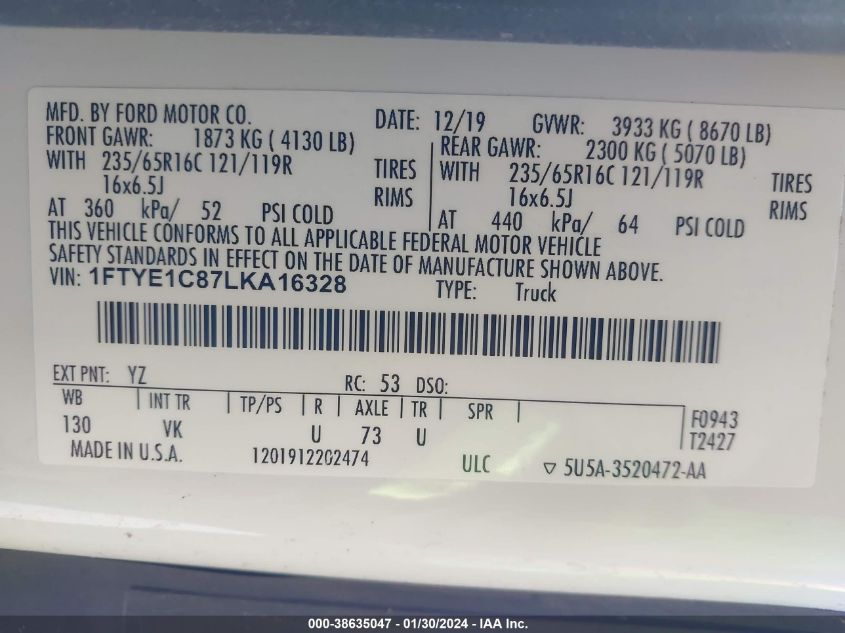 MFD. BY FORD MOTOR CO.
DATE: 12/19 GVWR: 3933 KG ( 8670 LB)
FRONT GAWR: 1873 KG ( 4130 LB)
WITH 235/65R16C 121/119R TIRES
16x6.5J RIMS
AT 360 kPa/ 52 PSI COLD
REAR GAWR: 2300 KG ( 5070 LB)
WITH 235/65R16C 121/119R TIRES
16x6.5J RIMS
AT 440 kPa/ 64 PSI COLD
THIS VEHICLE CONFORMS TO ALL APPLICABLE FEDERAL MOTOR VEHICLE
SAFETY STANDARDS IN EFFECT ON THE DATE OF MANUFACTURE SHOWN ABOVE.
VIN: 1FTYE1C87LKA16328 TYPE: Truck
EXT PNT: YZ RC: 53 DSO:
WB INT TR TP/PS R AXLE TR SPR
130 VK U 73 U
F0943
T2427
MADE IN U.S.A. 1201912202474 ULC ▽ 5U5A-3520472-AA
000-38635047 - 01/30/2024 - IAA Inc.